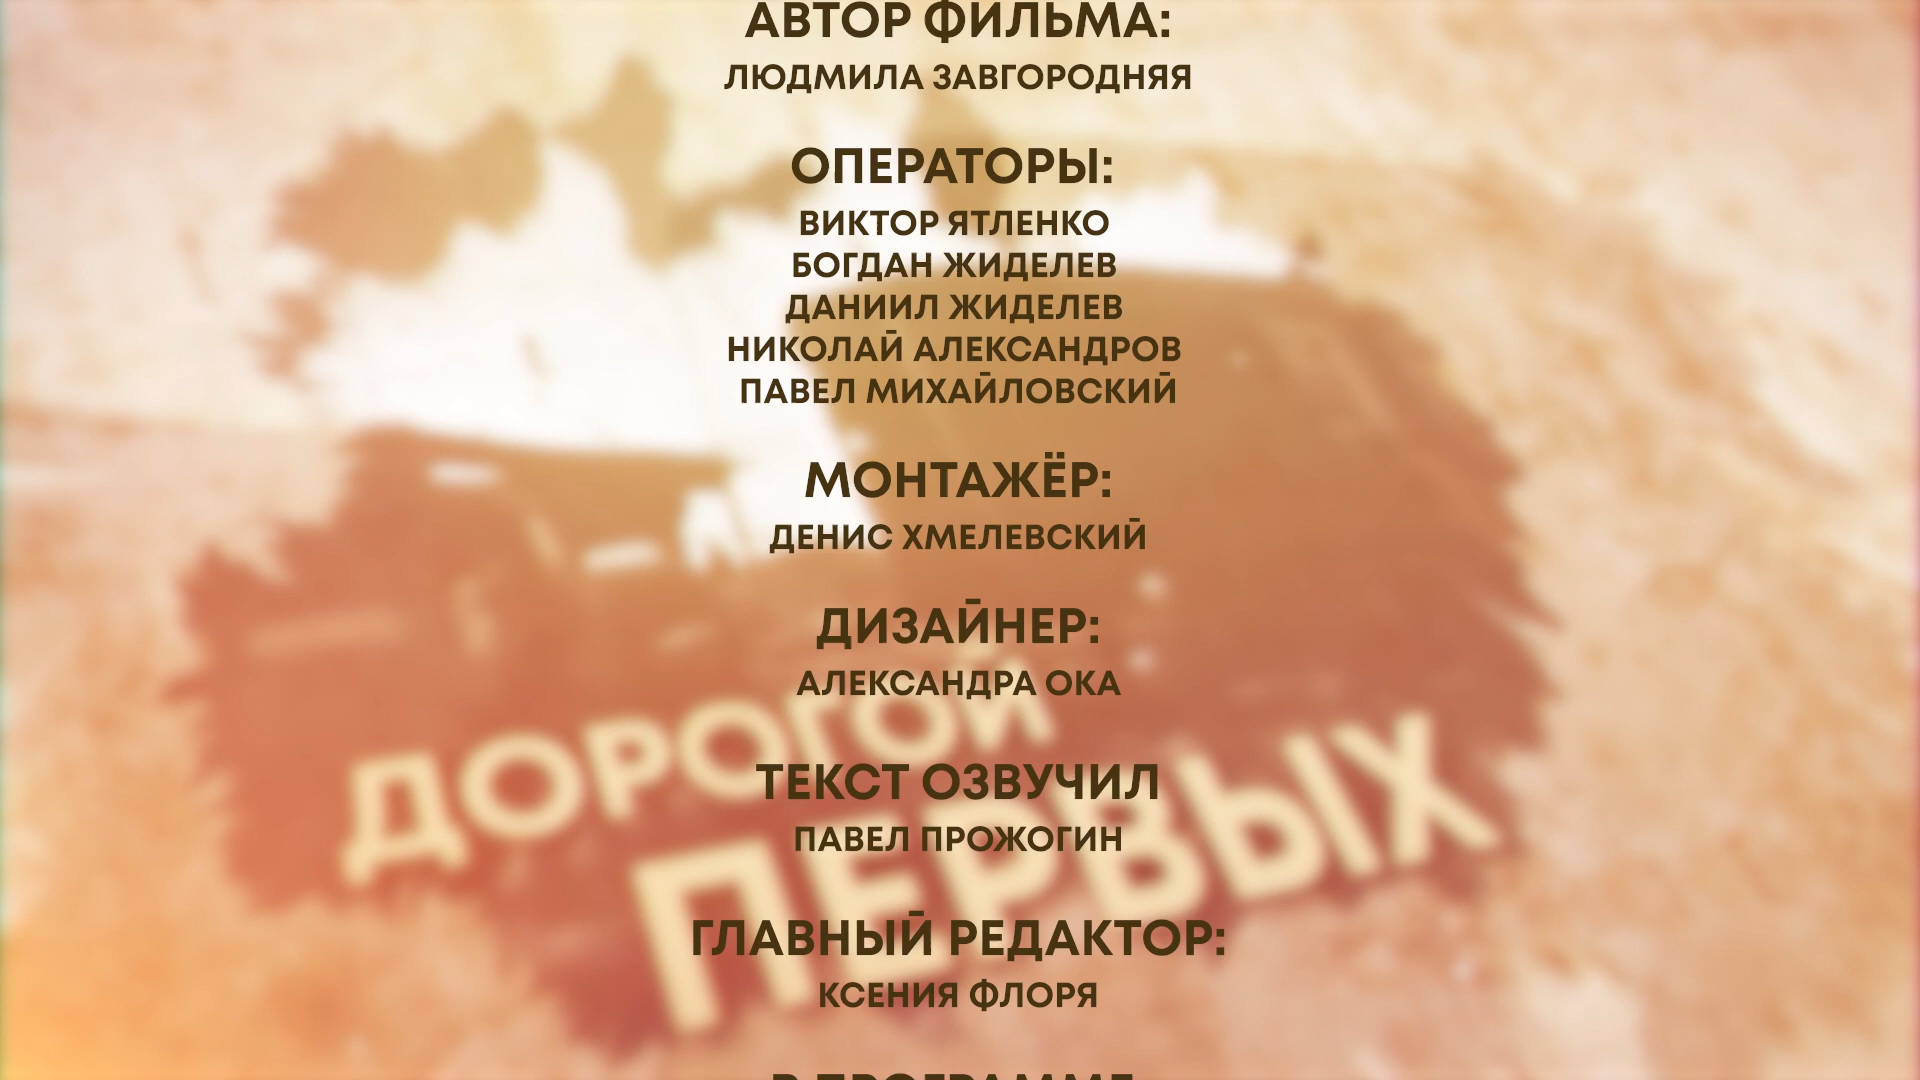 АВТОР ФИЛЬМА:
ЛЮДМИЛА ЗАВГОРОДНЯЯ
ОПЕРАТОРЫ:
ВИКТОР ЯТЛЕНКО
БОГДАН ЖИДЕЛЕВ
ДАНИИЛ ЖИДЕЛЕВ
НИКОЛАЙ АЛЕКСАНДРОВ
ПАВЕЛ МИХАЙЛОВСКИЙ
МОНТАЖЁР:
ДЕНИС ХМЕЛЕВСКИЙ
ДИЗАЙНЕР:
АЛЕКСАНДРА ОКА
ТЕКСТ ОЗВУЧИЛ
ПАВЕЛ ПРОЖОГИН
ГЛАВНЫЙ РЕДАКТОР:
КСЕНИЯ ФЛОРЯ
ДОРОГОЙ
ПЕРВЫХ